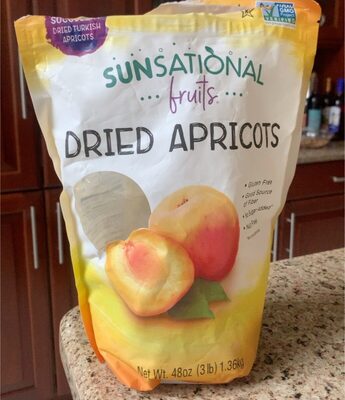 DRIED TURKISH
APRICOTS
SUNSATIONAL
fruits
DRIED APRICOTS
• Gluten Free
• Good Source
of Fiber
Net Wt. 48oz (3 lb) 1.36kg